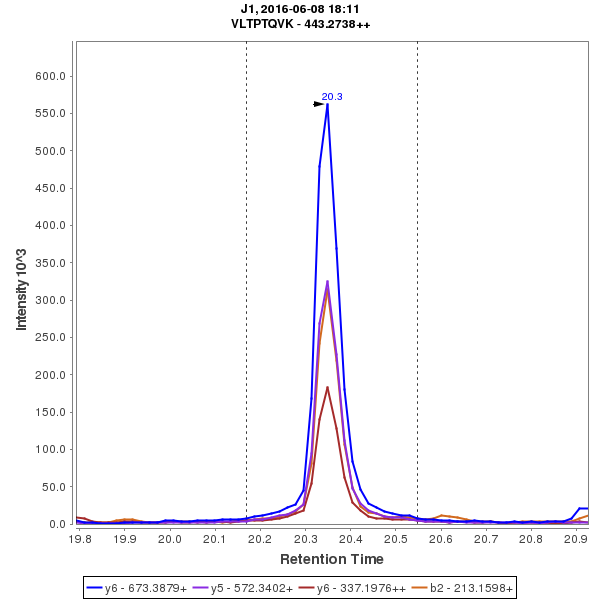 J1, 2016-06-08 18:11
VLTPTQVK - 443.2738++
20.3
600.0
550.0
500.0
450.0
400.0
350.0
300.0
250.0
200.0
150.0
100.0
50.0
0.0
Intensity 10^3
19.8 19.9 20.0 20.1 20.2 20.3 20.4 20.5 20.6 20.7 20.8 20.9
Retention Time
y6 - 673.3879+ y5 - 572.3402+ y6 - 337.1976++ b2 - 213.1598+